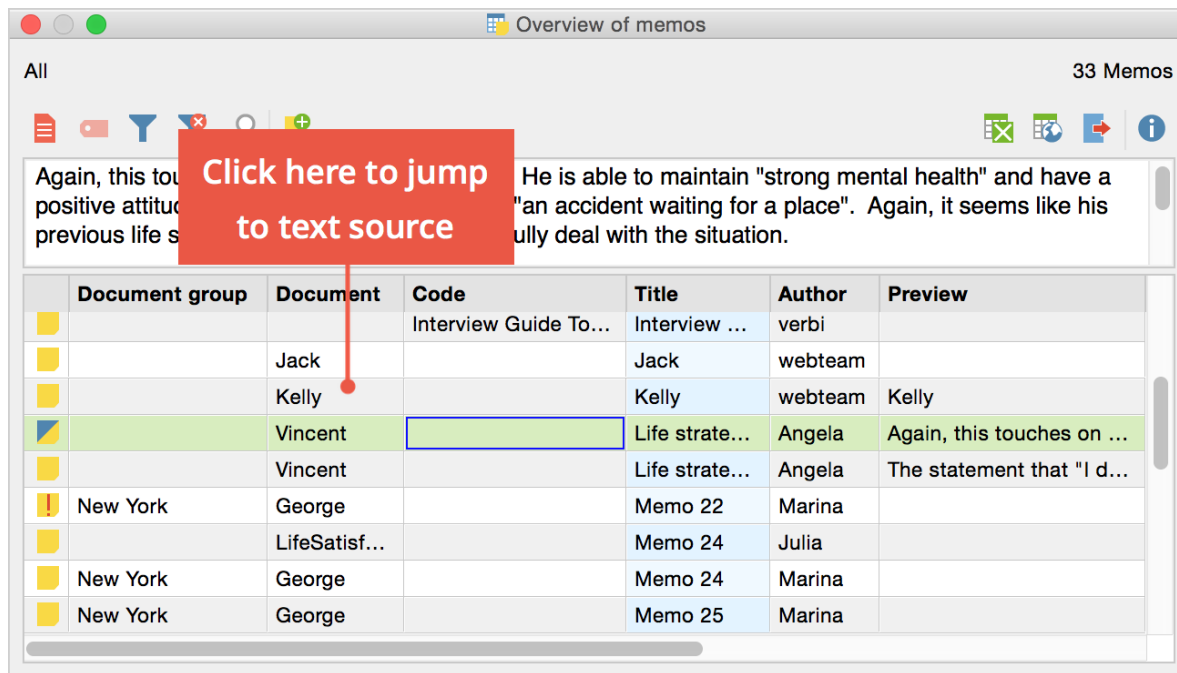 Overview of memos
All 33 Memos
Click here to jump
to text source
Again, this tou He is able to maintain "strong mental health" and have a
positive attitud "an accident waiting for a place". Again, it seems like his
previous life s ully deal with the situation.
Document group Document Code Title Author Preview
Interview Guide To... Interview ... verbi
Jack Jack webteam
Kelly Kelly webteam Kelly
Vincent Life strate... Angela Again, this touches on ...
Vincent Life strate... Angela The statement that "I d...
New York George Memo 22 Marina
LifeSatisf... Memo 24 Julia
New York George Memo 24 Marina
New York George Memo 25 Marina